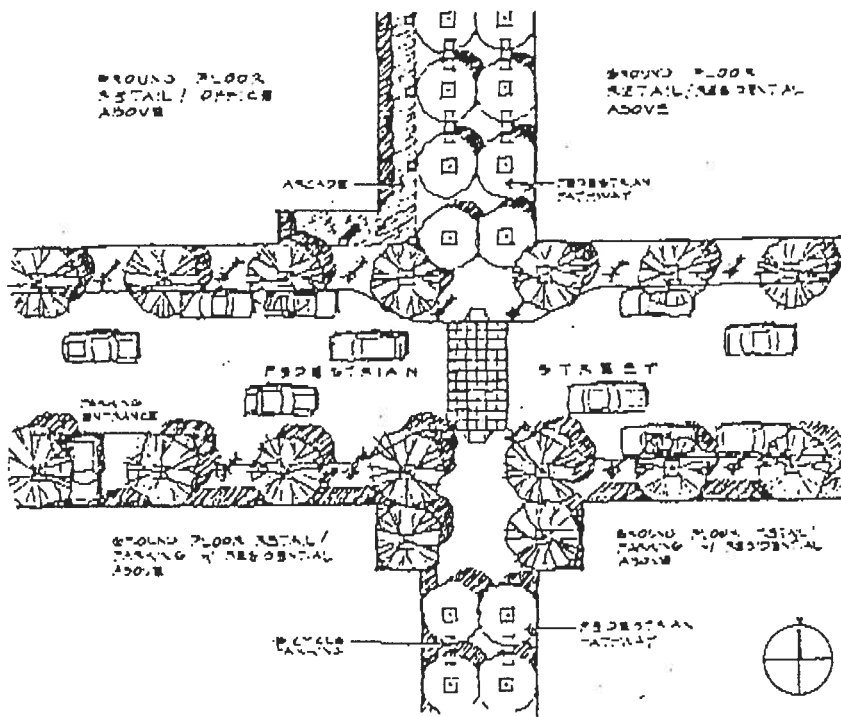 GROUND FLOOR
RETAIL / OFFICE
ABOVE
GROUND FLOOR
RETAIL/RESIDENTAL
ABOVE
ARCADE
PEDESTRIAN
PATHWAY
PEDESTRIAN STREET
PARKING
ENTRANCE
GROUND FLOOR RETAIL/
PARKING W/ RESIDENTIAL
ABOVE
GROUND FLOOR RETAIL/
PARKING W/ RESIDENTIAL
ABOVE
BICYCLE
PARKING
PEDESTRIAN
PATHWAY